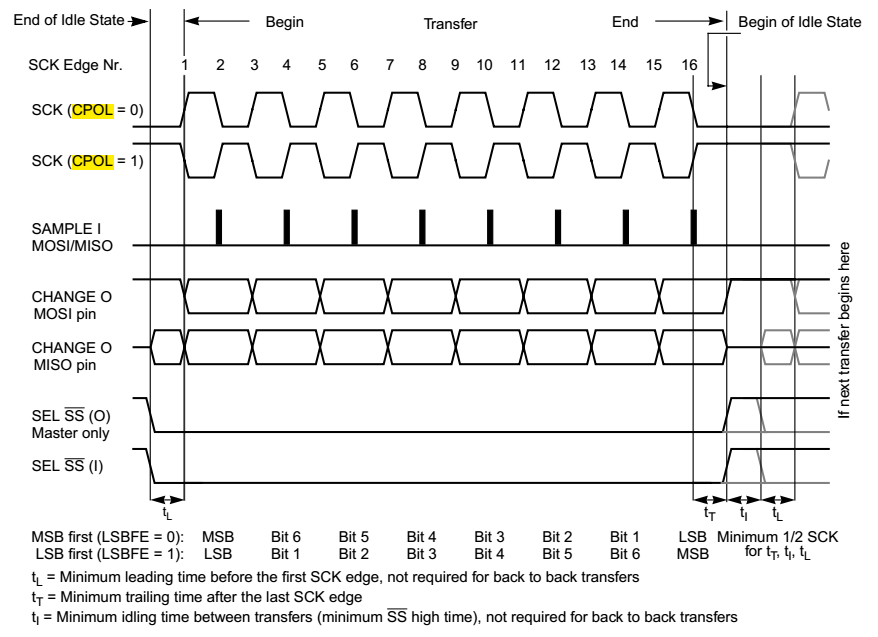 End of Idle State
Begin
Transfer
End
Begin of Idle State
SCK Edge Nr.
1 2 3 4 5 6 7 8 9 10 11 12 13 14 15 16
SCK (CPOL = 0)
SCK (CPOL = 1)
SAMPLE I
MOSI/MISO
CHANGE O
MOSI pin
CHANGE O
MISO pin
SEL SS (O)
Master only
SEL SS (I)
If next transfer begins here
tL
tT tI tL
MSB first (LSBFE = 0): MSB Bit 6 Bit 5 Bit 4 Bit 3 Bit 2 Bit 1 LSB Minimum 1/2 SCK
LSB first (LSBFE = 1): LSB Bit 1 Bit 2 Bit 3 Bit 4 Bit 5 Bit 6 MSB for tT, tI, tL
tL = Minimum leading time before the first SCK edge, not required for back to back transfers
tT = Minimum trailing time after the last SCK edge
tI = Minimum idling time between transfers (minimum SS high time), not required for back to back transfers